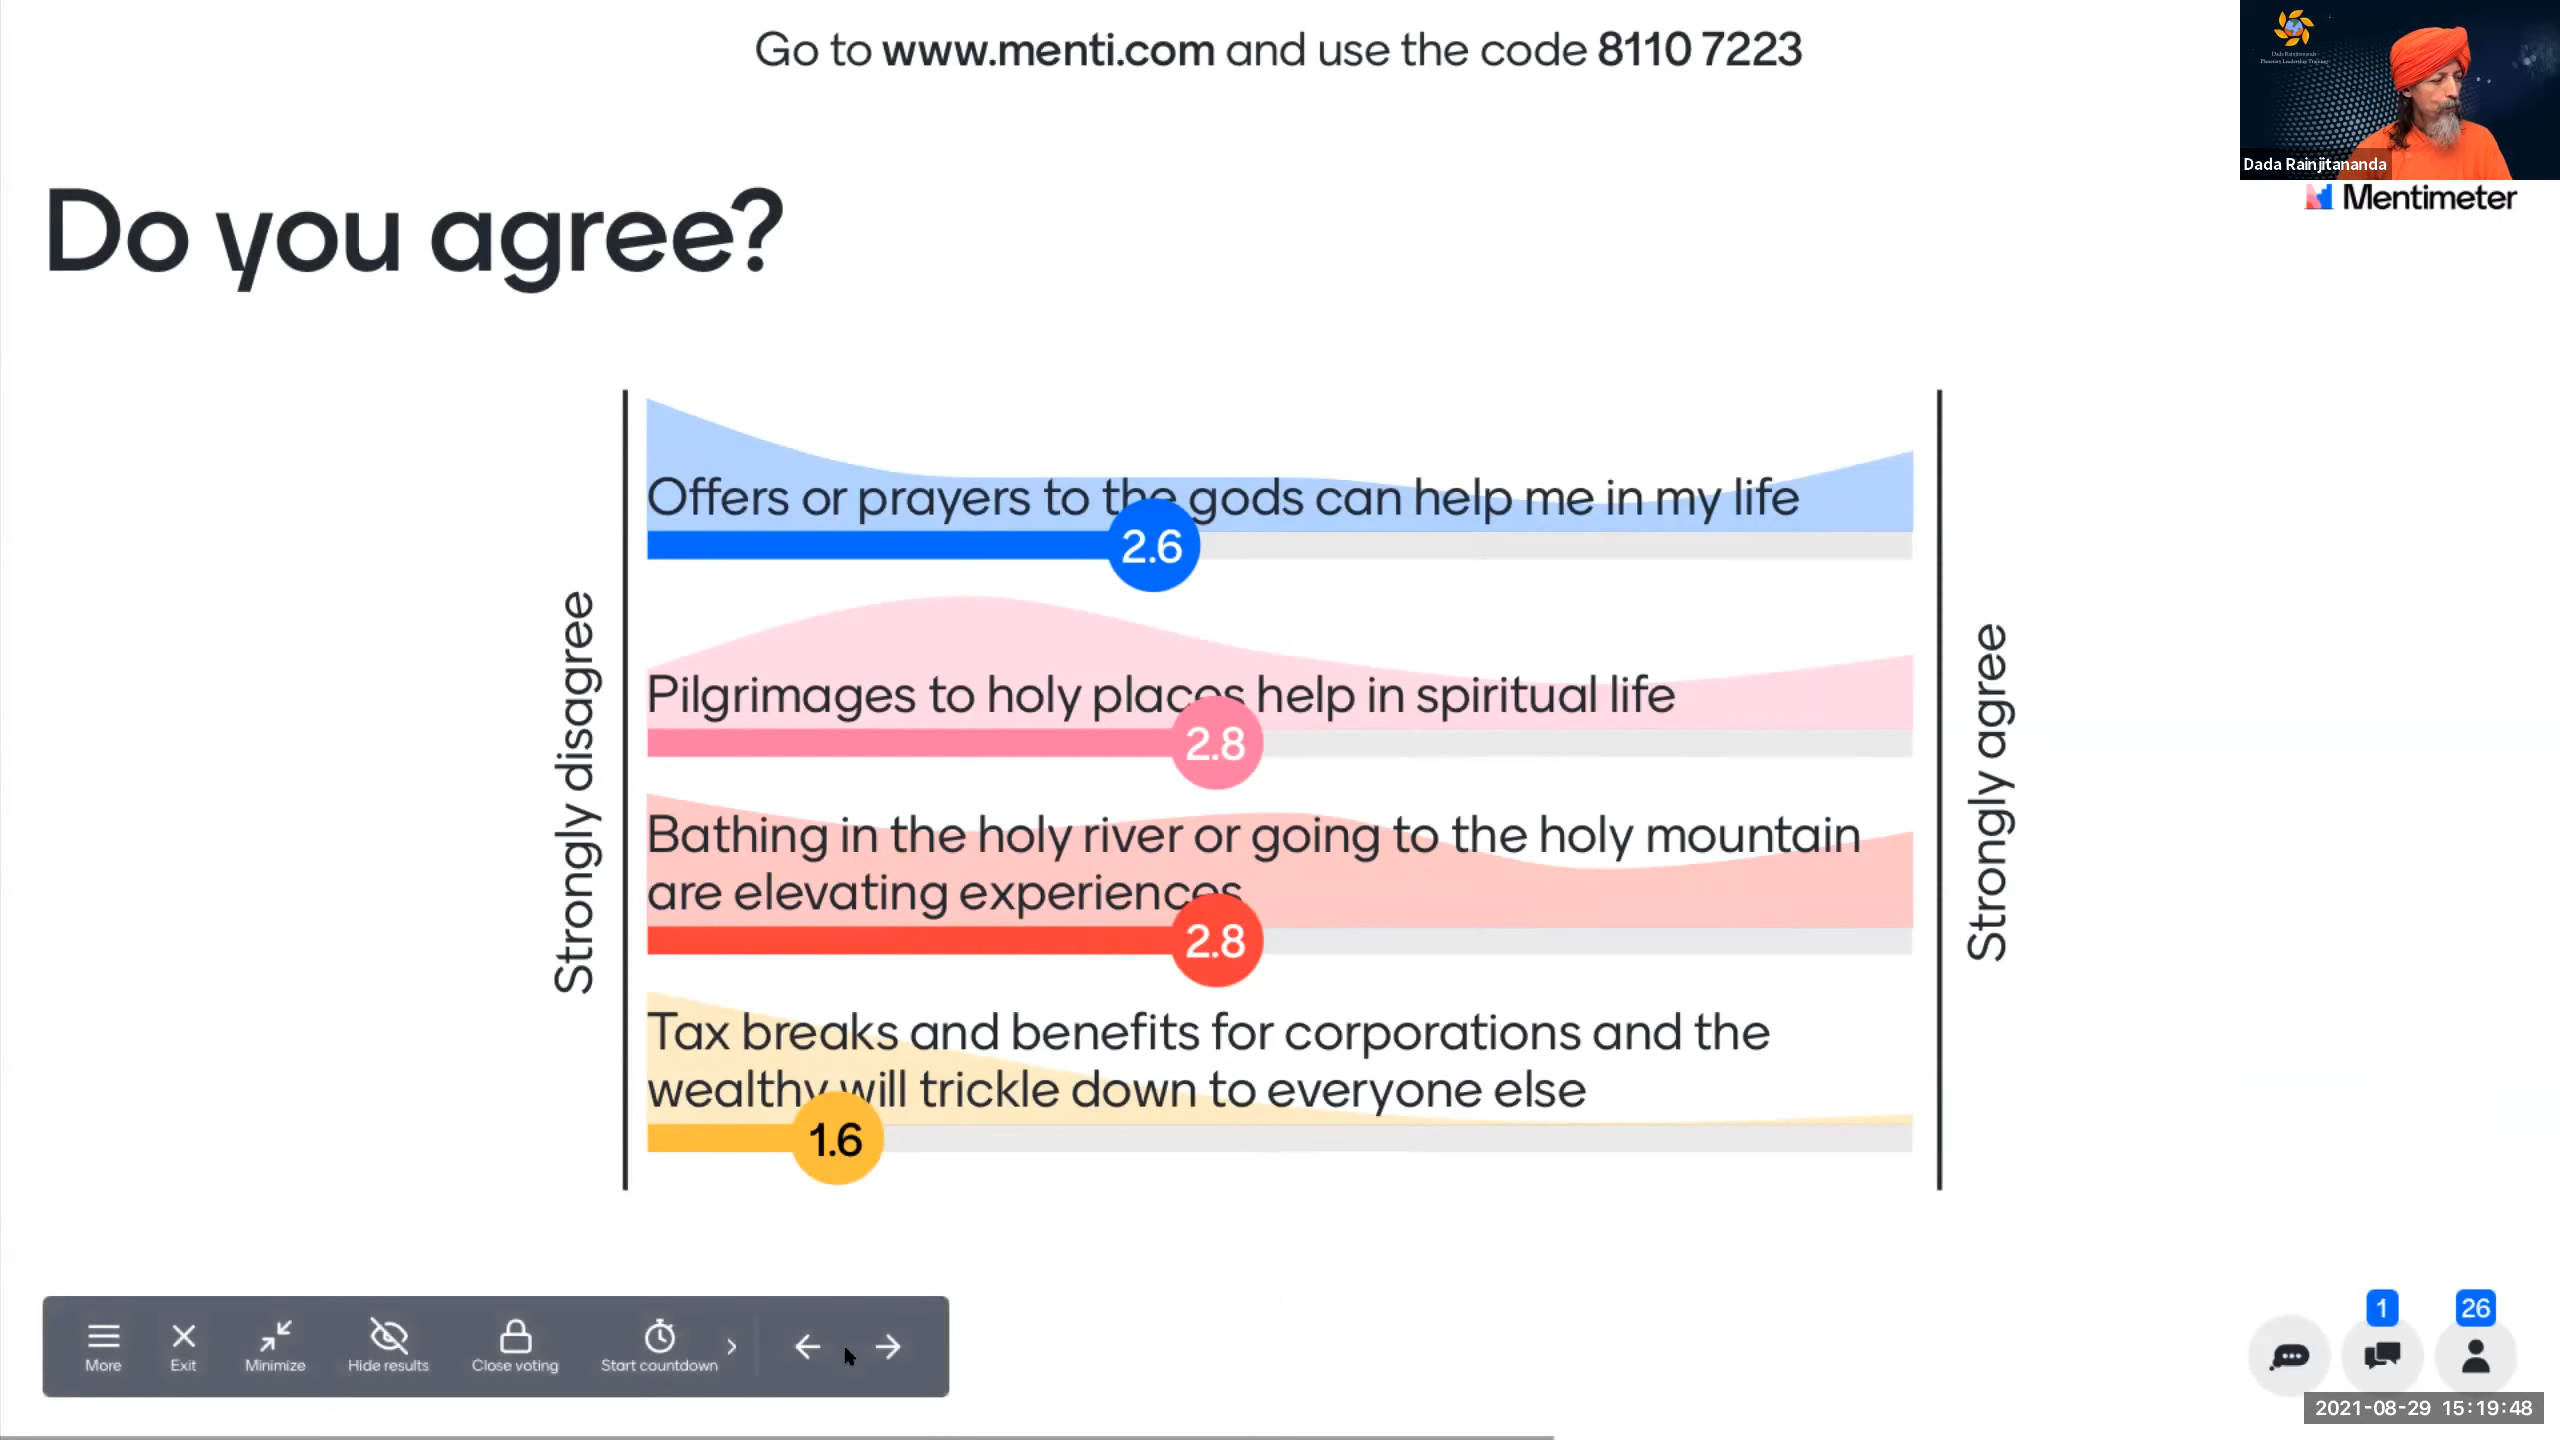 Go to www.menti.com and use the code 8110 7223
Dada Rainjitananda
Planetary Leadership Training
Dada Rainjitananda
Mentimeter
Do you agree?
Strongly disagree
Offers or prayers to the gods can help me in my life
2.6
Pilgrimages to holy places help in spiritual life
2.8
Bathing in the holy river or going to the holy mountain
are elevating experiences
2.8
Tax breaks and benefits for corporations and the
wealthy will trickle down to everyone else
1.6
Strongly agree
More
Exit
Minimize
Hide results
Close voting
Start countdown
1
26
2021-08-29 15:19:48